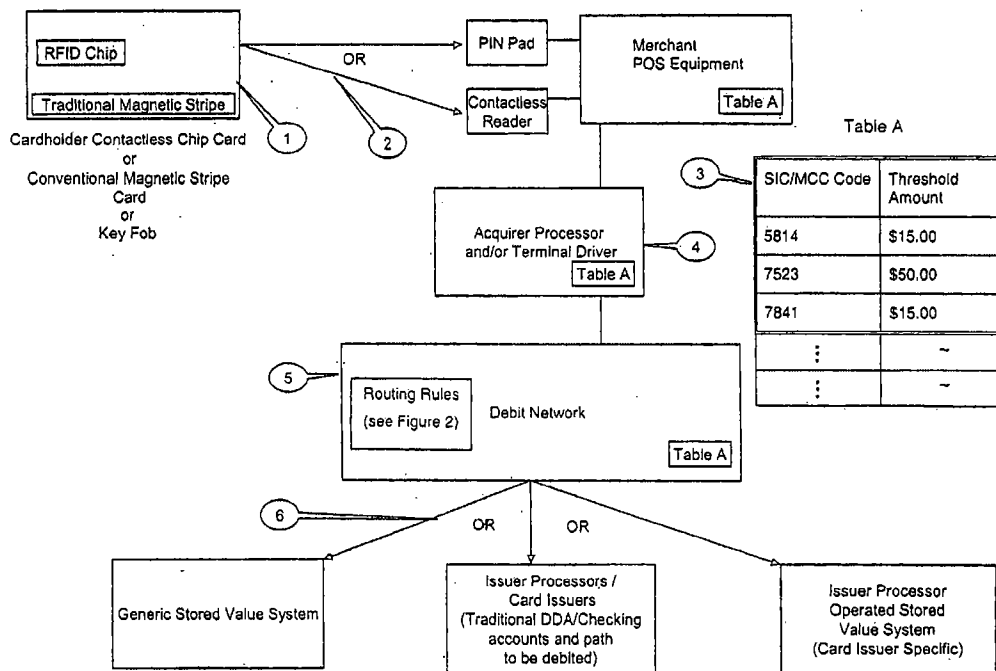 RFID Chip
Traditional Magnetic Stripe
Cardholder Contactless Chip Card
or
Conventional Magnetic Stripe
Card
or
Key Fob
1
OR
2
PIN Pad
Contactless
Reader
Merchant
POS Equipment
Table A
Table A
3
SIC/MCC Code
Threshold
Amount
5814
$15.00
7523
$50.00
7841
$15.00
⋮
~
⋮
~
Acquirer Processor
and/or Terminal Driver
Table A
4
5
Routing Rules
(see Figure 2)
Debit Network
Table A
6
OR
OR
Generic Stored Value System
Issuer Processors /
Card Issuers
(Traditional DDA/Checking
accounts and path
to be debited)
Issuer Processor
Operated Stored
Value System
(Card Issuer Specific)